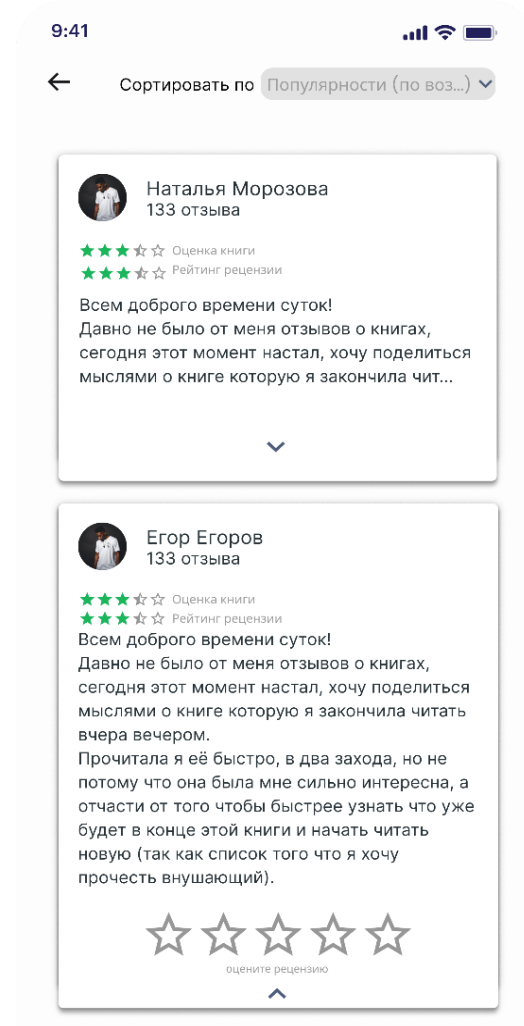 9:41
Сортировать по Популярности (по воз...)
Наталья Морозова
133 отзыва
Оценка книги
Рейтинг рецензии
Всем доброго времени суток!
Давно не было от меня отзывов о книгах,
сегодня этот момент настал, хочу поделиться
мыслями о книге которую я закончила чит...
Егор Егоров
133 отзыва
Оценка книги
Рейтинг рецензии
Всем доброго времени суток!
Давно не было от меня отзывов о книгах,
сегодня этот момент настал, хочу поделиться
мыслями о книге которую я закончила читать
вчера вечером.
Прочитала я её быстро, в два захода, но не
потому что она была мне сильно интересна, а
отчасти от того чтобы быстрее узнать что уже
будет в конце этой книги и начать читать
новую (так как список того что я хочу
прочесть внушающий).
оцените рецензию